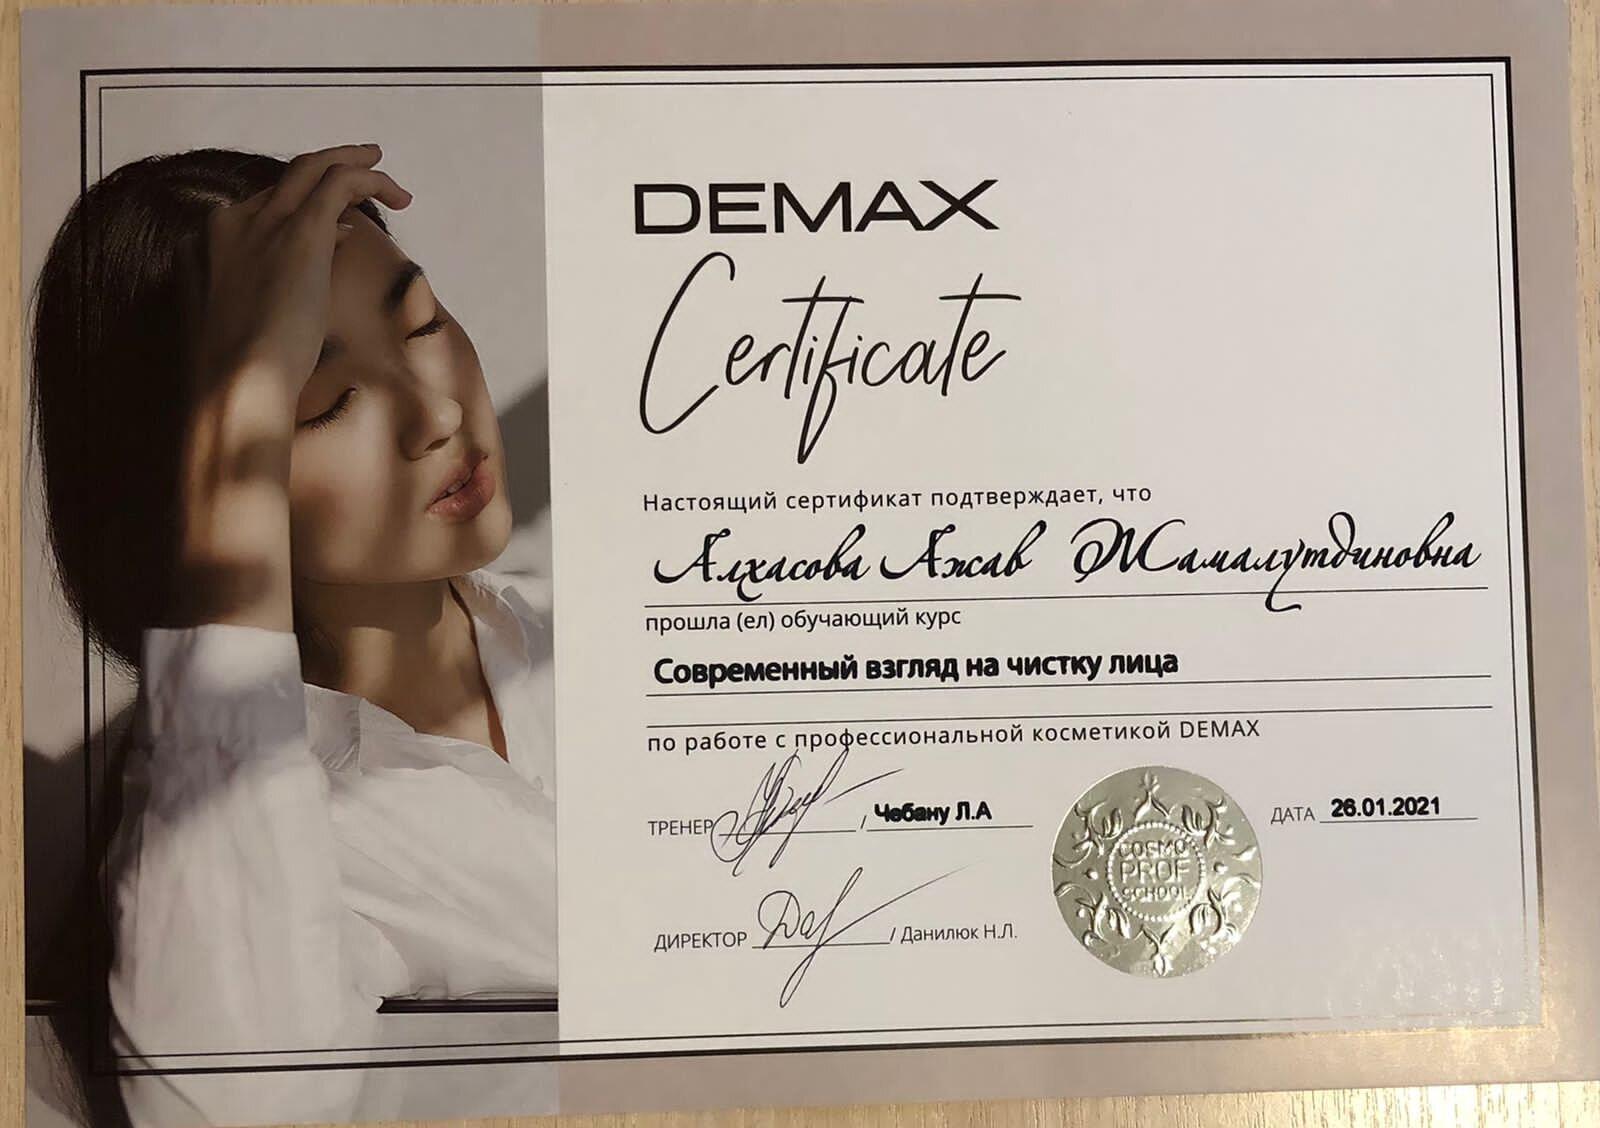 DEMAX
Certificate
Настоящий сертификат подтверждает, что
Алхасова Ажав Жамалутдиновна
прошла (ел) обучающий курс
Современный взгляд на чистку лица
по работе с профессиональной косметикой DEMAX
ТРЕНЕР / Чебану Л.А
ДАТА 26.01.2021
COSMO
PROF
SCHOOL
ДИРЕКТОР / Данилюк Н.Л.